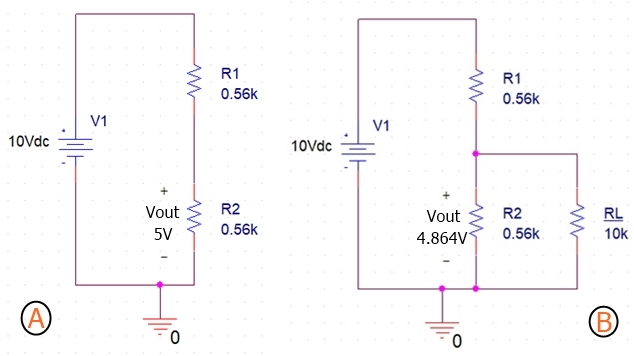 R1
0.56k
V1
10Vdc
+
-
+
Vout
5V
-
R2
0.56k
0
A
R1
0.56k
V1
10Vdc
+
-
+
Vout
4.864V
-
R2
0.56k
RL
10k
0
B